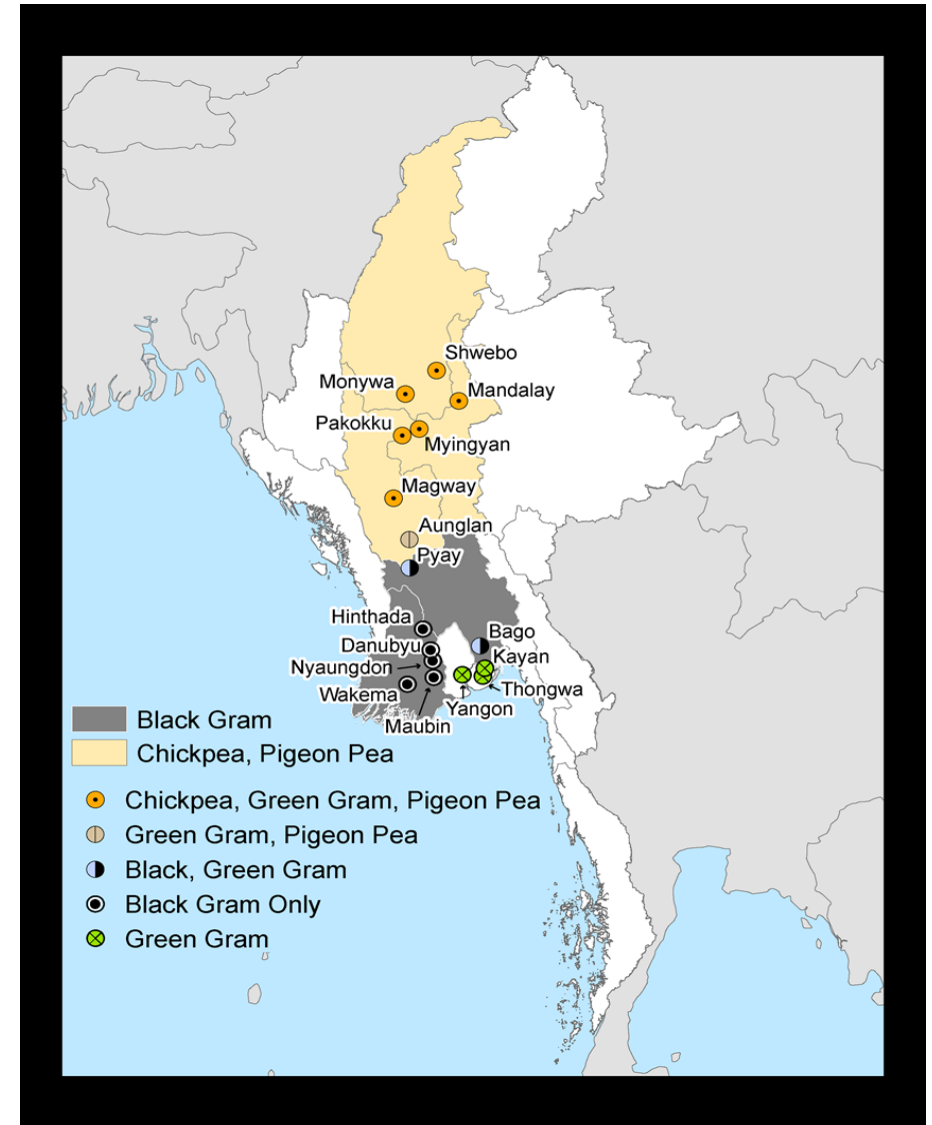 Shwebo
Monywa
Mandalay
Pakokku
Myingyan
Magway
Aunglan
Pyay
Hinthada
Bago
Danubyu
Kayan
Nyaungdon
Thongwa
Wakema
Yangon
Maubin
Black Gram
Chickpea, Pigeon Pea
Chickpea, Green Gram, Pigeon Pea
Green Gram, Pigeon Pea
Black, Green Gram
Black Gram Only
Green Gram